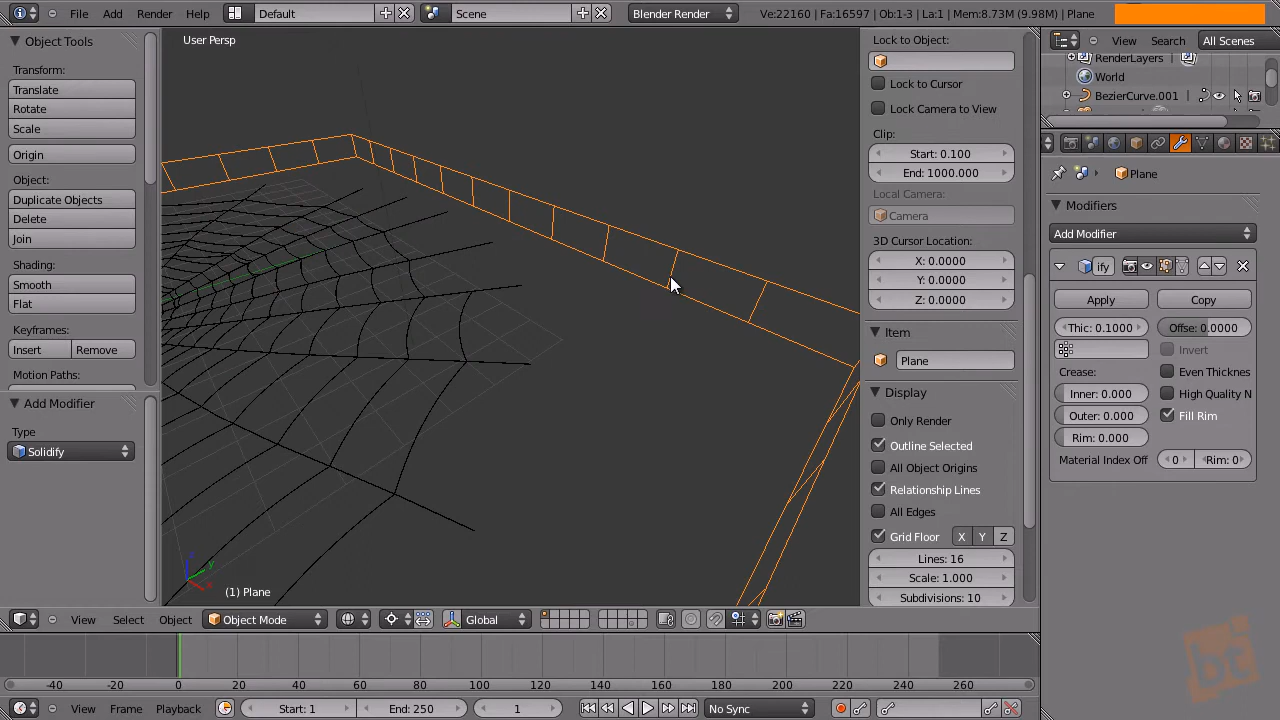 File Add Render Help Default Scene Blender Render Ve:22160 | Fa:16597 | Ob:1-3 | La:1 | Mem:8.73M (9.98M) | Plane
Object Tools
Transform:
Translate
Rotate
Scale
Origin
Object:
Duplicate Objects
Delete
Join
Shading:
Smooth
Flat
Keyframes:
Insert Remove
Motion Paths:
Add Modifier
Type
Solidify
User Persp
(1) Plane
Lock to Object:
Lock to Cursor
Lock Camera to View
Clip:
Start: 0.100
End: 1000.000
Local Camera:
Camera
3D Cursor Location:
X: 0.0000
Y: 0.0000
Z: 0.0000
Item
Plane
Display
Only Render
Outline Selected
All Object Origins
Relationship Lines
All Edges
Grid Floor X Y Z
Lines: 16
Scale: 1.000
Subdivisions: 10
View Search All Scenes
RenderLayers
World
BezierCurve.001
Plane
Modifiers
Add Modifier
ify
Apply Copy
Thic: 0.1000 Offse: 0.0000
Invert
Crease: Even Thicknes
Inner: 0.000 High Quality N
Outer: 0.000 Fill Rim
Rim: 0.000
Material Index Off 0 Rim: 0
View Select Object Object Mode Global
-40 -20 0 20 40 60 80 100 120 140 160 180 200 220 240 260
View Frame Playback Start: 1 End: 250 1 No Sync
bt